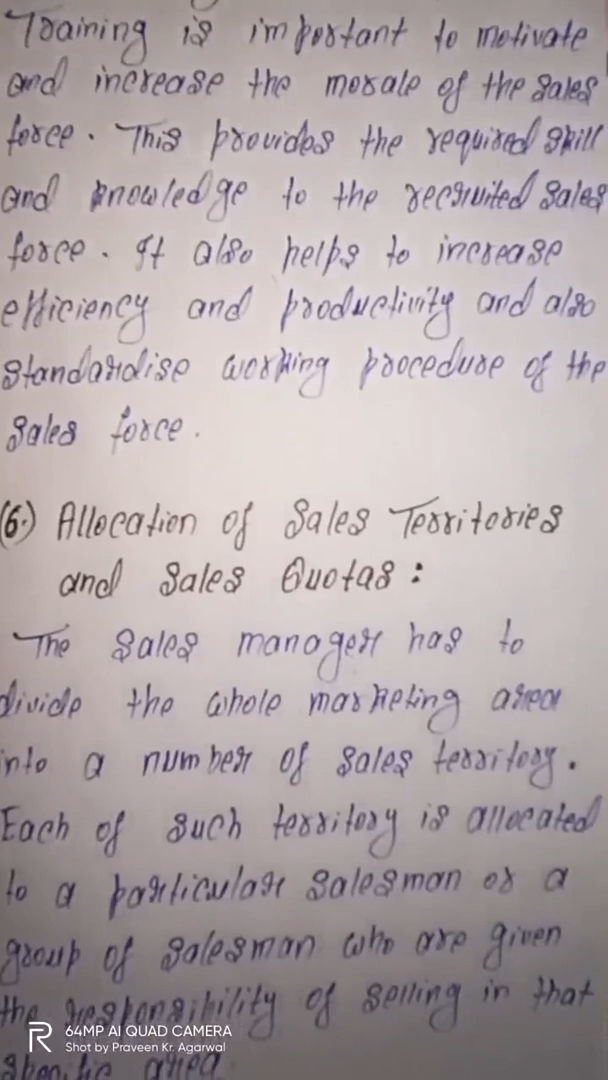 Training is important to motivate
and increase the morale of the sales
force. This provides the required skill
and knowledge to the recruited sales
force. It also helps to increase
efficiency and productivity and also
standardise working procedure of the
sales force.
(6.) Allocation of Sales Territories
and Sales Quotas :
The sales manager has to
divide the whole marketing area
into a number of sales territory.
Each of such territory is allocated
to a particular salesman or a
group of salesman who are given
the responsibility of selling in that
specific area.
64MP AI QUAD CAMERA
Shot by Praveen Kr. Agarwal